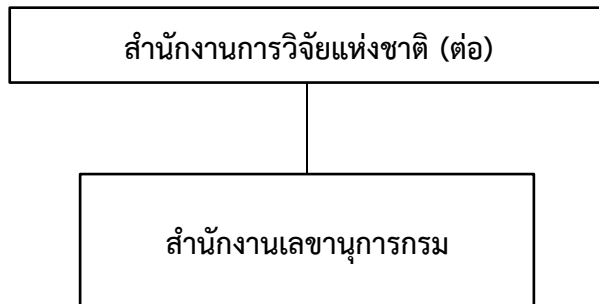 สำนักงานการวิจัยแห่งชาติ (ต่อ)
สำนักงานเลขานุการกรม